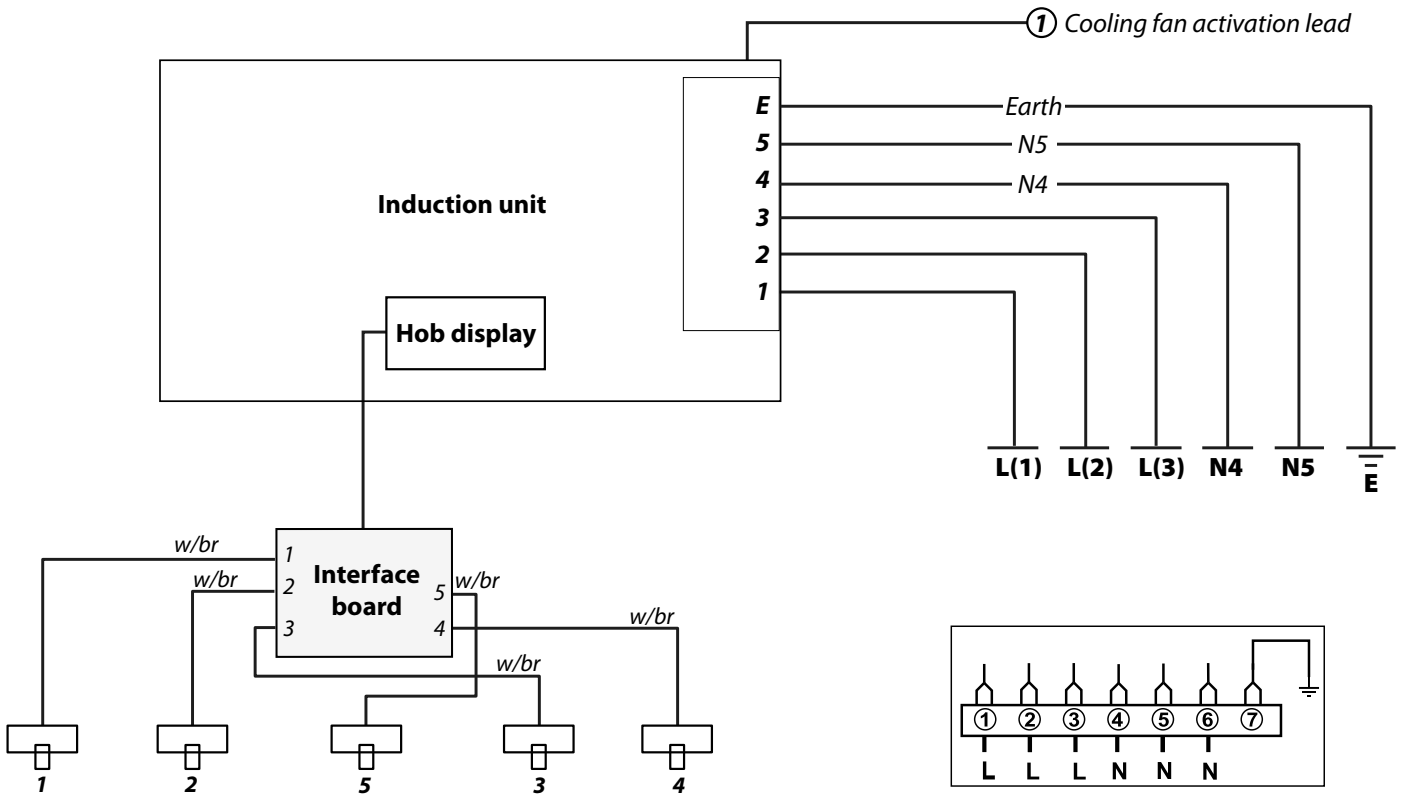 1 Cooling fan activation lead
E
Earth
5
N5
4
N4
Induction unit
3
2
1
Hob display
L(1) L(2) L(3) N4 N5 E
w/br
1
w/br
2
Interface
board
5 w/br
3
4
w/br
w/br
1 2 3 4 5 6 7
L L L N N N
1 2 5 3 4